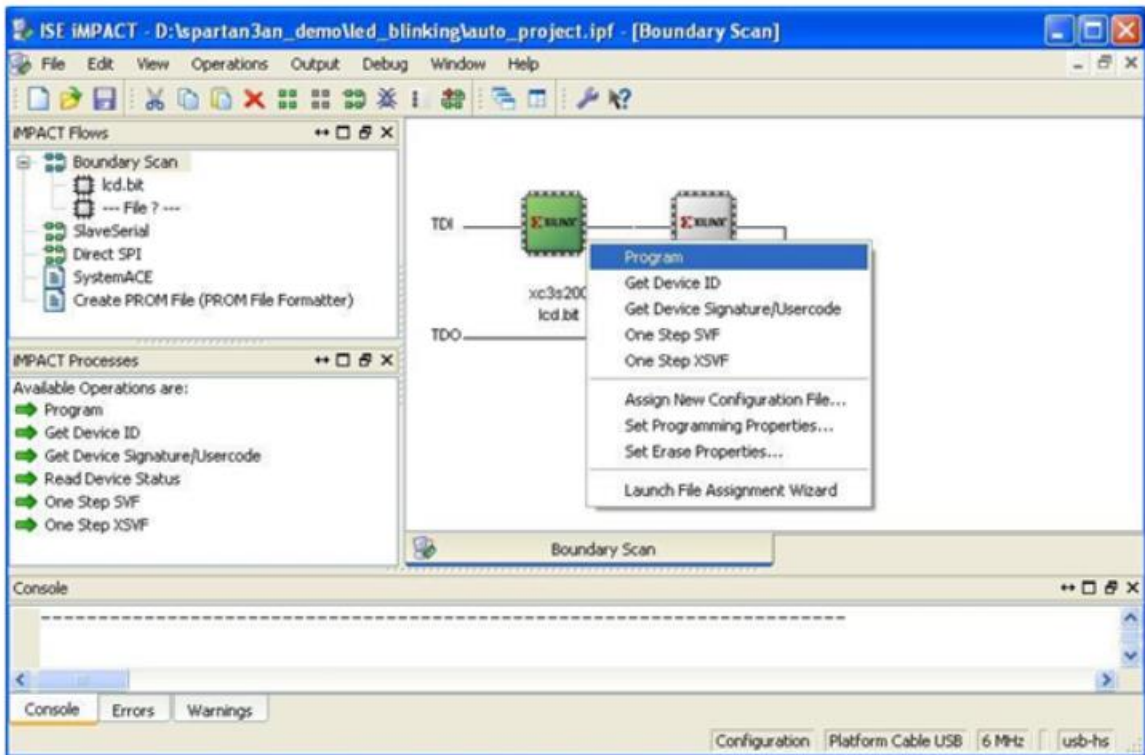 ISE iMPACT - D:\spartan3an_demo\led_blinking\auto_project.ipf - [Boundary Scan]
File Edit View Operations Output Debug Window Help
iMPACT Flows
Boundary Scan
lcd.bit
--- File ? ---
SlaveSerial
Direct SPI
SystemACE
Create PROM File (PROM File Formatter)
iMPACT Processes
Available Operations are:
Program
Get Device ID
Get Device Signature/Usercode
Read Device Status
One Step SVF
One Step XSVF
TDI
XILINX
XILINX
xc3s200
lcd.bit
TDO
Program
Get Device ID
Get Device Signature/Usercode
One Step SVF
One Step XSVF
Assign New Configuration File...
Set Programming Properties...
Set Erase Properties...
Launch File Assignment Wizard
Boundary Scan
Console
Console Errors Warnings
Configuration Platform Cable USB 6 MHz usb-hs